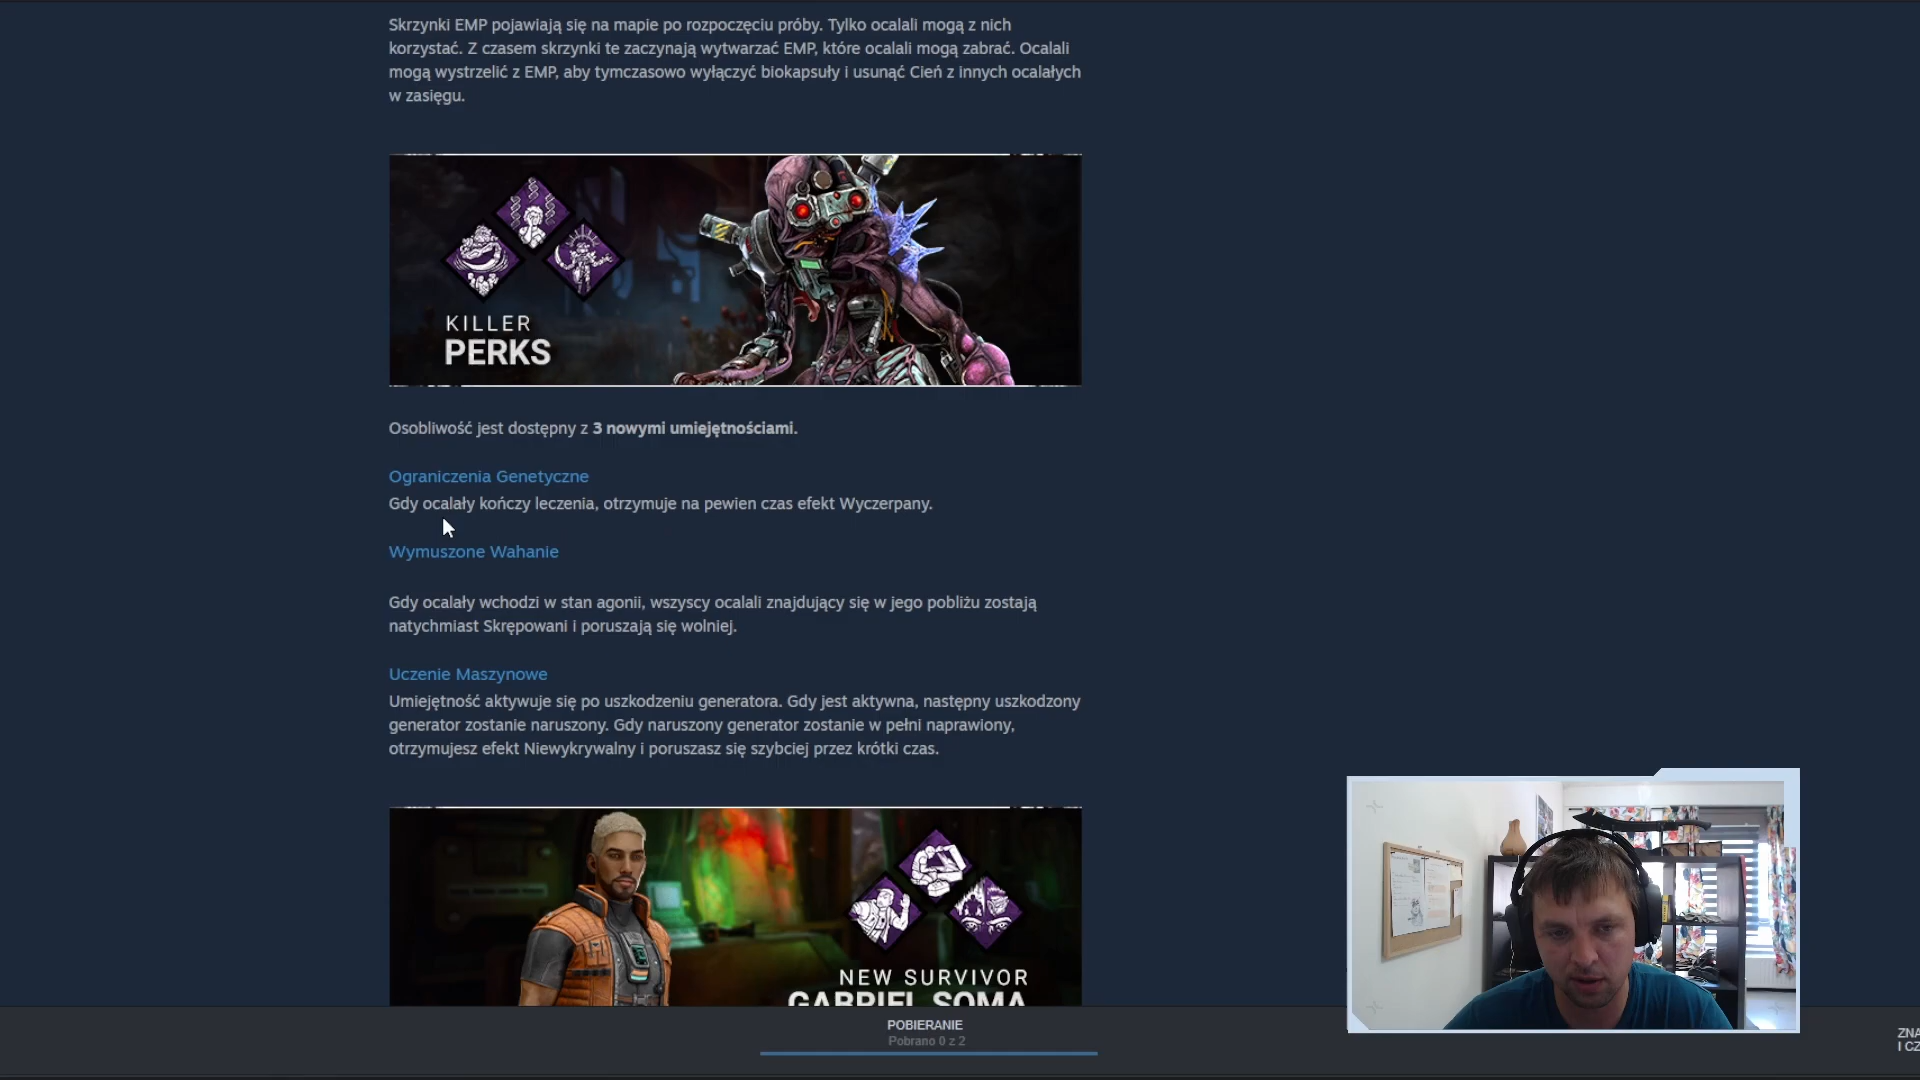 Skrzynki EMP pojawiają się na mapie po rozpoczęciu próby. Tylko ocalali mogą z nich
korzystać. Z czasem skrzynki te zaczynają wytwarzać EMP, które ocalali mogą zabrać. Ocalali
mogą wystrzelić z EMP, aby tymczasowo wyłączyć biokapsuły i usunąć Cień z innych ocalałych
w zasięgu.
KILLER
PERKS
Osobliwość jest dostępny z 3 nowymi umiejętnościami.
Ograniczenia Genetyczne
Gdy ocalały kończy leczenia, otrzymuje na pewien czas efekt Wyczerpany.
Wymuszone Wahanie
Gdy ocalały wchodzi w stan agonii, wszyscy ocalali znajdujący się w jego pobliżu zostają
natychmiast Skrępowani i poruszają się wolniej.
Uczenie Maszynowe
Umiejętność aktywuje się po uszkodzeniu generatora. Gdy jest aktywna, następny uszkodzony
generator zostanie naruszony. Gdy naruszony generator zostanie w pełni naprawiony,
otrzymujesz efekt Niewykrywalny i poruszasz się szybciej przez krótki czas.
NEW SURVIVOR
GABRIEL SOMA
POBIERANIE
Pobrano 0 z 2
ZNA
I CZ